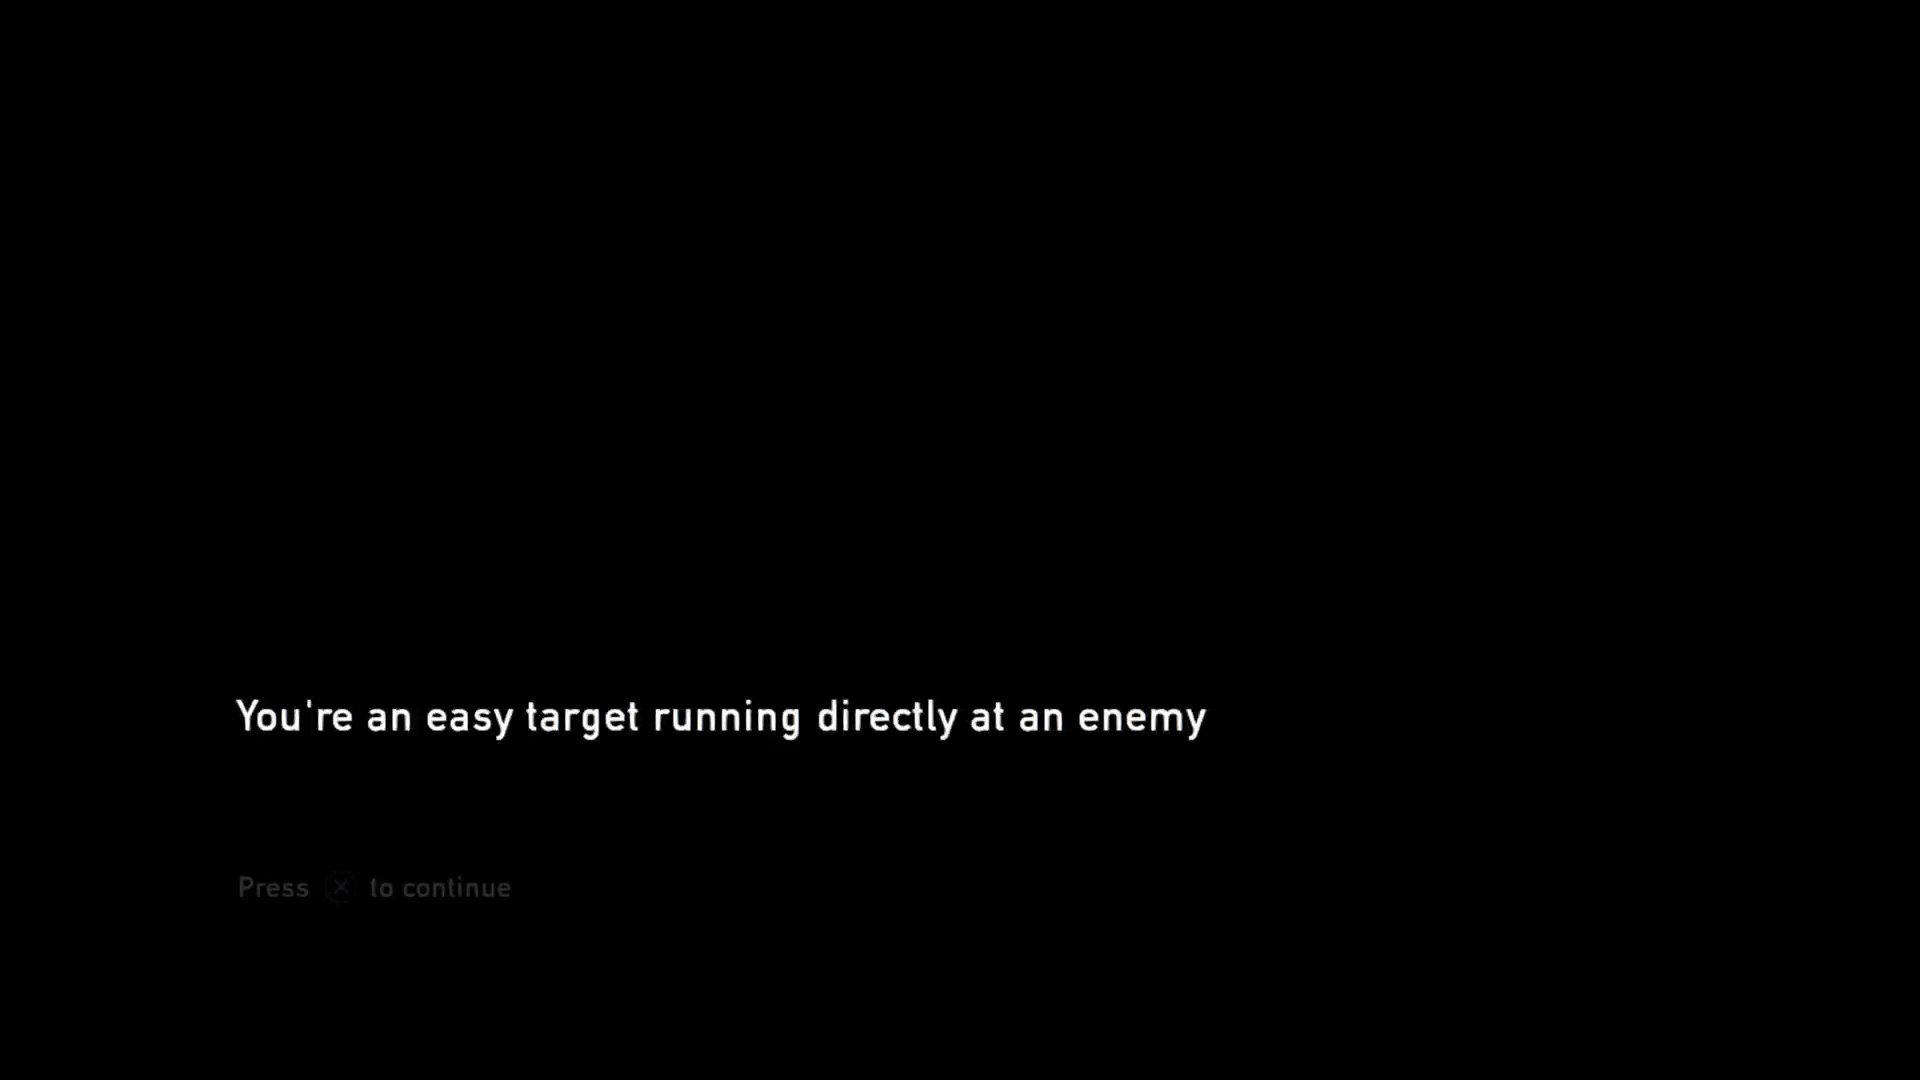 You're an easy target running directly at an enemy
Press ⓧ to continue